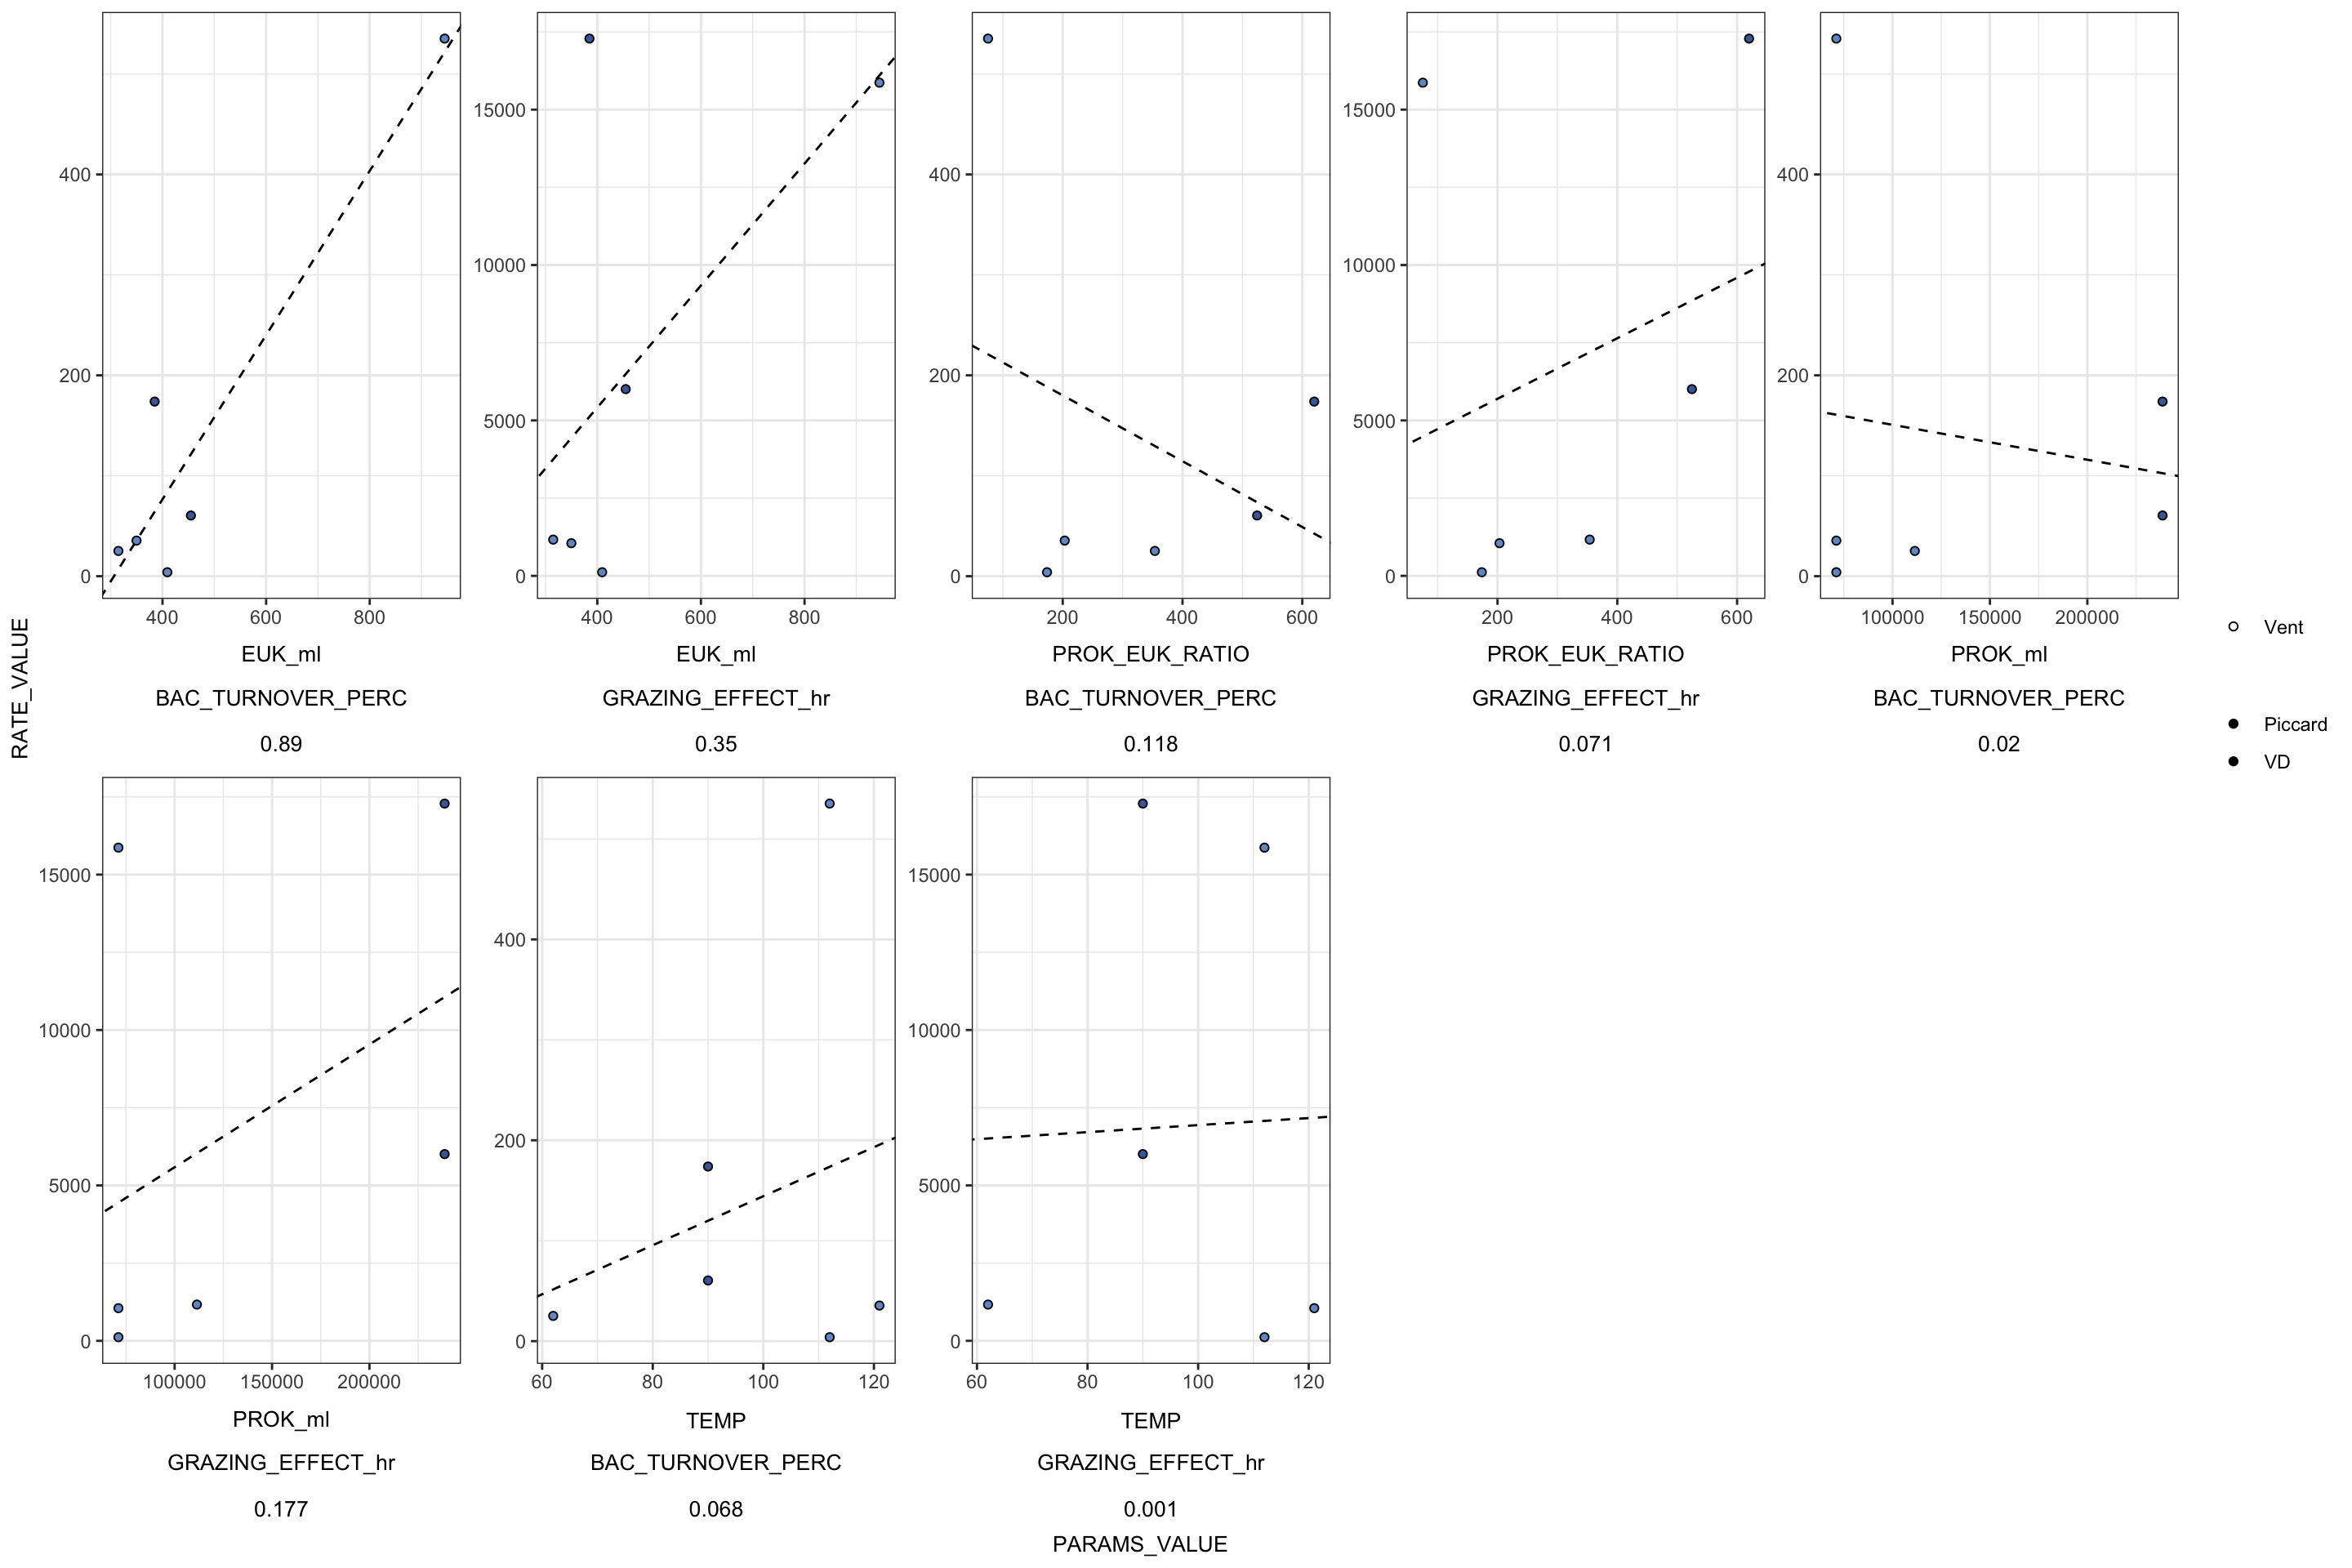 RATE_VALUE
400
200
0
400 600 800
EUK_ml
BAC_TURNOVER_PERC
0.89
15000
10000
5000
0
400 600 800
EUK_ml
GRAZING_EFFECT_hr
0.35
400
200
0
200 400 600
PROK_EUK_RATIO
BAC_TURNOVER_PERC
0.118
15000
10000
5000
0
200 400 600
PROK_EUK_RATIO
GRAZING_EFFECT_hr
0.071
400
200
0
100000 150000 200000
PROK_ml
BAC_TURNOVER_PERC
0.02
Vent
Piccard
VD
15000
10000
5000
0
100000 150000 200000
PROK_ml
GRAZING_EFFECT_hr
0.177
400
200
0
60 80 100 120
TEMP
BAC_TURNOVER_PERC
0.068
15000
10000
5000
0
60 80 100 120
TEMP
GRAZING_EFFECT_hr
0.001
PARAMS_VALUE